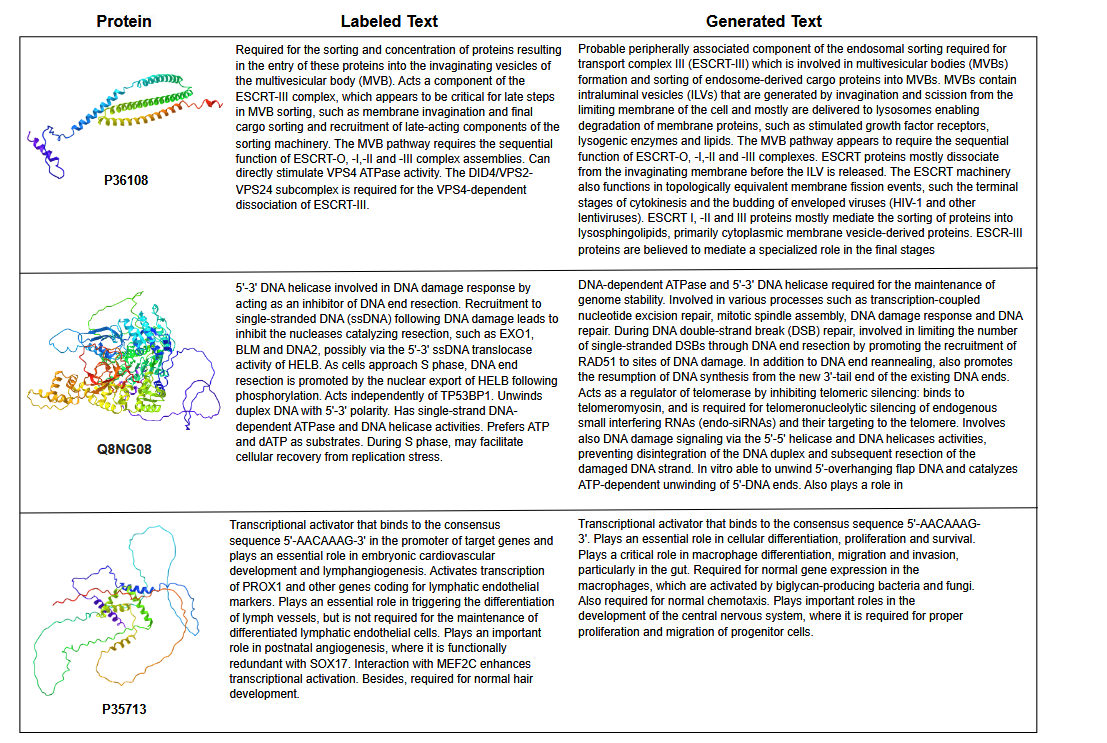 Protein
Labeled Text
Generated Text
P36108
Required for the sorting and concentration of proteins resulting
in the entry of these proteins into the invaginating vesicles of
the multivesicular body (MVB). Acts a component of the
ESCRT-III complex, which appears to be critical for late steps
in MVB sorting, such as membrane invagination and final
cargo sorting and recruitment of late-acting components of the
sorting machinery. The MVB pathway requires the sequential
function of ESCRT-O, -I,-II and -III complex assemblies. Can
directly stimulate VPS4 ATPase activity. The DID4/VPS2-
VPS24 subcomplex is required for the VPS4-dependent
dissociation of ESCRT-III.
Probable peripherally associated component of the endosomal sorting required for
transport complex III (ESCRT-III) which is involved in multivesicular bodies (MVBs)
formation and sorting of endosome-derived cargo proteins into MVBs. MVBs contain
intraluminal vesicles (ILVs) that are generated by invagination and scission from the
limiting membrane of the cell and mostly are delivered to lysosomes enabling
degradation of membrane proteins, such as stimulated growth factor receptors,
lysogenic enzymes and lipids. The MVB pathway appears to require the sequential
function of ESCRT-O, -I,-II and -III complexes. ESCRT proteins mostly dissociate
from the invaginating membrane before the ILV is released. The ESCRT machinery
also functions in topologically equivalent membrane fission events, such the terminal
stages of cytokinesis and the budding of enveloped viruses (HIV-1 and other
lentiviruses). ESCRT I, -II and III proteins mostly mediate the sorting of proteins into
lysosphingolipids, primarily cytoplasmic membrane vesicle-derived proteins. ESCR-III
proteins are believed to mediate a specialized role in the final stages
Q8NG08
5'-3' DNA helicase involved in DNA damage response by
acting as an inhibitor of DNA end resection. Recruitment to
single-stranded DNA (ssDNA) following DNA damage leads to
inhibit the nucleases catalyzing resection, such as EXO1,
BLM and DNA2, possibly via the 5'-3' ssDNA translocase
activity of HELB. As cells approach S phase, DNA end
resection is promoted by the nuclear export of HELB following
phosphorylation. Acts independently of TP53BP1. Unwinds
duplex DNA with 5'-3' polarity. Has single-strand DNA-
dependent ATPase and DNA helicase activities. Prefers ATP
and dATP as substrates. During S phase, may facilitate
cellular recovery from replication stress.
DNA-dependent ATPase and 5'-3' DNA helicase required for the maintenance of
genome stability. Involved in various processes such as transcription-coupled
nucleotide excision repair, mitotic spindle assembly, DNA damage response and DNA
repair. During DNA double-strand break (DSB) repair, involved in limiting the number
of single-stranded DSBs through DNA end resection by promoting the recruitment of
RAD51 to sites of DNA damage. In addition to DNA end reannealing, also promotes
the resumption of DNA synthesis from the new 3'-tail end of the existing DNA ends.
Acts as a regulator of telomerase by inhibiting telomeric silencing: binds to
telomeromyosin, and is required for telomeronucleolytic silencing of endogenous
small interfering RNAs (endo-siRNAs) and their targeting to the telomere. Involves
also DNA damage signaling via the 5'-5' helicase and DNA helicases activities,
preventing disintegration of the DNA duplex and subsequent resection of the
damaged DNA strand. In vitro able to unwind 5'-overhanging flap DNA and catalyzes
ATP-dependent unwinding of 5'-DNA ends. Also plays a role in
P35713
Transcriptional activator that binds to the consensus
sequence 5'-AACAAAG-3' in the promoter of target genes and
plays an essential role in embryonic cardiovascular
development and lymphangiogenesis. Activates transcription
of PROX1 and other genes coding for lymphatic endothelial
markers. Plays an essential role in triggering the differentiation
of lymph vessels, but is not required for the maintenance of
differentiated lymphatic endothelial cells. Plays an important
role in postnatal angiogenesis, where it is functionally
redundant with SOX17. Interaction with MEF2C enhances
transcriptional activation. Besides, required for normal hair
development.
Transcriptional activator that binds to the consensus sequence 5'-AACAAAG-
3'. Plays an essential role in cellular differentiation, proliferation and survival.
Plays a critical role in macrophage differentiation, migration and invasion,
particularly in the gut. Required for normal gene expression in the
macrophages, which are activated by biglycan-producing bacteria and fungi.
Also required for normal chemotaxis. Plays important roles in the
development of the central nervous system, where it is required for proper
proliferation and migration of progenitor cells.